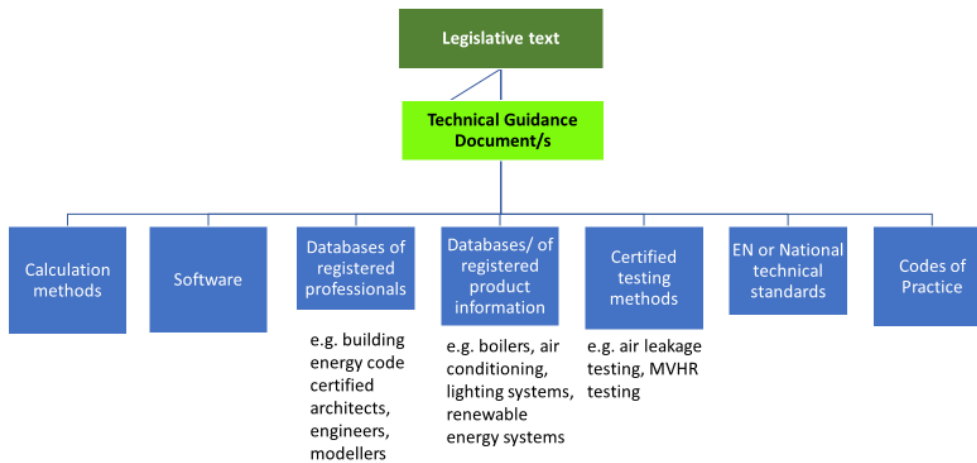 Legislative text
Technical Guidance
Document/s
Calculation
methods
Software
Databases of
registered
professionals
Databases/ of
registered
product
information
Certified
testing
methods
EN or National
technical
standards
Codes of
Practice
e.g. building
energy code
certified
architects,
engineers,
modellers
e.g. boilers, air
conditioning,
lighting systems,
renewable
energy systems
e.g. air leakage
testing, MVHR
testing